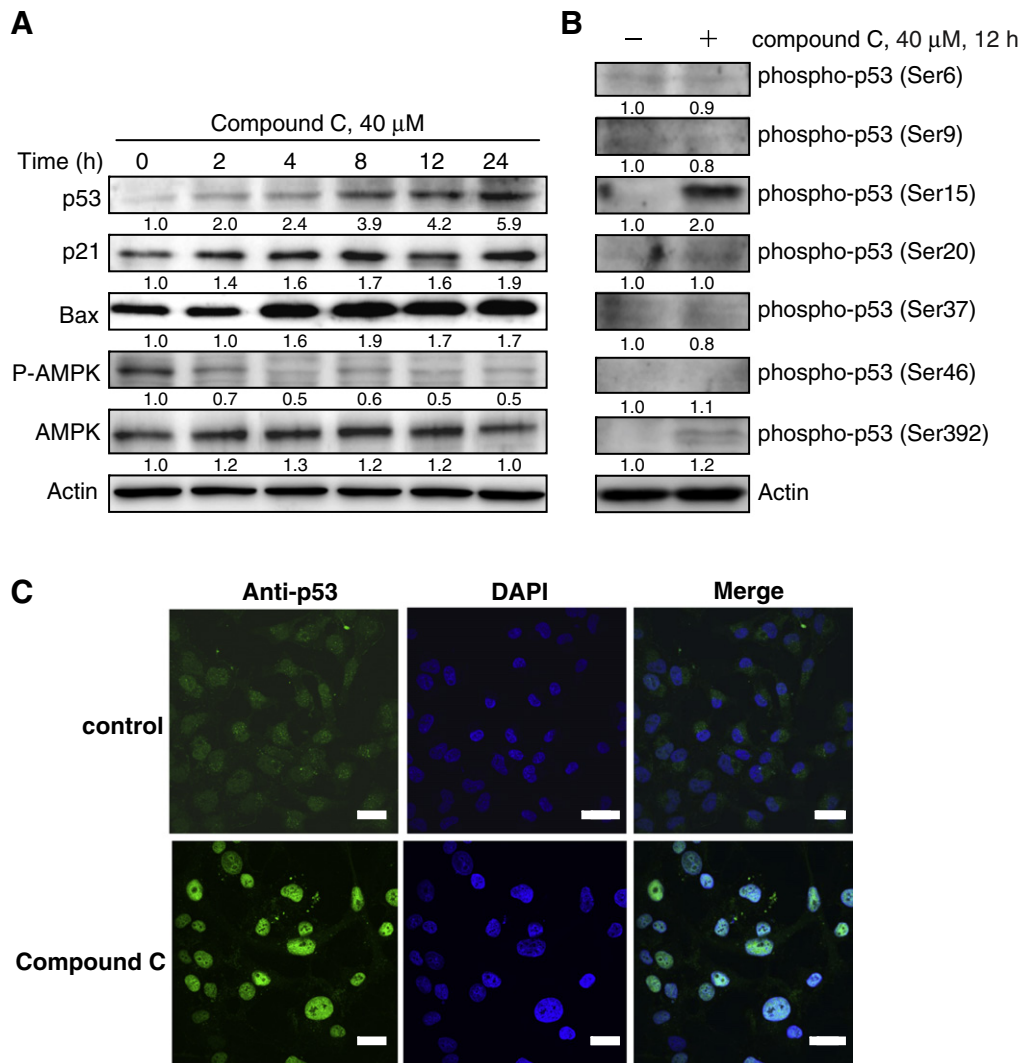 A
Compound C, 40 μM
Time (h) 0 2 4 8 12 24
p53
1.0 2.0 2.4 3.9 4.2 5.9
p21
1.0 1.4 1.6 1.7 1.6 1.9
Bax
1.0 1.0 1.6 1.9 1.7 1.7
P-AMPK
1.0 0.7 0.5 0.6 0.5 0.5
AMPK
1.0 1.2 1.3 1.2 1.2 1.0
Actin
B
− + compound C, 40 μM, 12 h
phospho-p53 (Ser6)
1.0 0.9
phospho-p53 (Ser9)
1.0 0.8
phospho-p53 (Ser15)
1.0 2.0
phospho-p53 (Ser20)
1.0 1.0
phospho-p53 (Ser37)
1.0 0.8
phospho-p53 (Ser46)
1.0 1.1
phospho-p53 (Ser392)
1.0 1.2
Actin
C
Anti-p53 DAPI Merge
control
Compound C